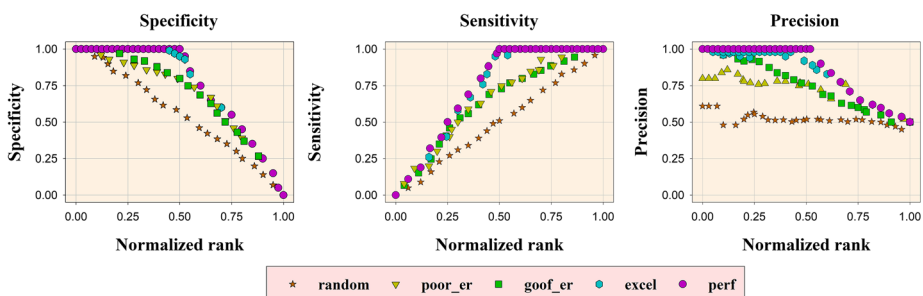 Specificity
Sensitivity
Precision
1.00
0.75
0.50
0.25
0.00
Specificity
0.00 0.25 0.50 0.75 1.00
Normalized rank
1.00
0.75
0.50
0.25
0.00
Sensitivity
0.00 0.25 0.50 0.75 1.00
Normalized rank
1.00
0.75
0.50
0.25
0.00
Precision
0.00 0.25 0.50 0.75 1.00
Normalized rank
random poor_er goof_er excel perf